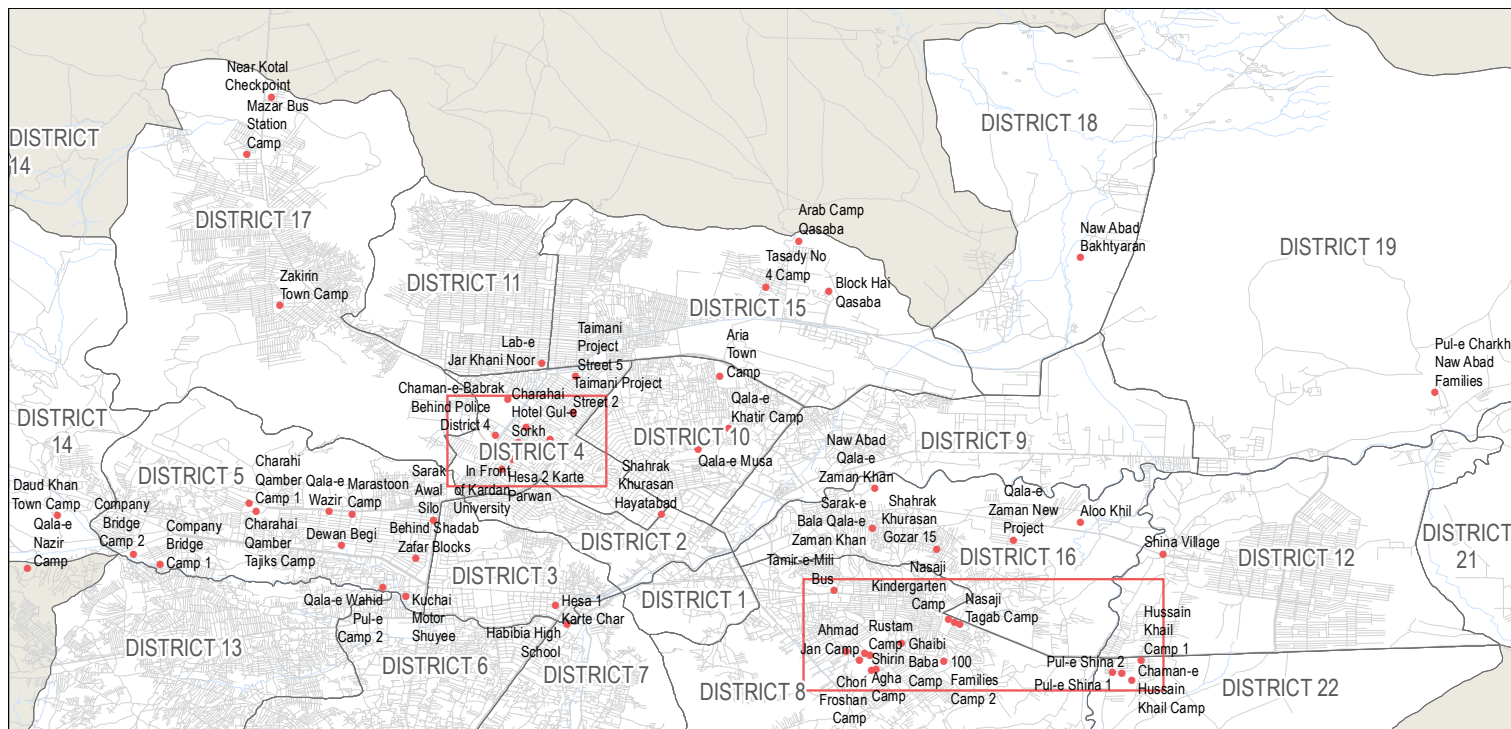 Near Kotal
Checkpoint
Mazar Bus
Station
Camp
DISTRICT
14
DISTRICT 17
Zakirin
Town Camp
DISTRICT 11
Arab Camp
Qasaba
Tasady No
4 Camp
Block Hai
Qasaba
DISTRICT 15
DISTRICT 18
Naw Abad
Bakhtyaran
DISTRICT 19
Pul-e Charkh
Naw Abad
Families
Lab-e
Jar Khani Noor
Taimani
Project
Street 5
Taimani Project
Street 2
Aria
Town
Camp
Chaman-e-Babrak
Behind Police
District 4
Charahai
Hotel Gul-e
Sorkh
DISTRICT 4
In Front
of Kardan
University
Hesa 2 Karte
Parwan
Qala-e
Khatir Camp
DISTRICT 10
Qala-e Musa
Shahrak
Khurasan
Hayatabad
DISTRICT 9
Naw Abad
Qala-e
Zaman Khan
DISTRICT
14
DISTRICT 5
Daud Khan
Town Camp
Qala-e
Nazir
Camp
Company
Bridge
Camp 2
Company
Bridge
Camp 1
Charahi
Qamber
Camp 1
Charahai
Qamber
Tajiks Camp
Qala-e
Wazir
Marastoon
Camp
Dewan Begi
Sarak
Awal
Silo
Behind Shadab
Zafar Blocks
DISTRICT 2
DISTRICT 3
DISTRICT 1
Sarak-e
Bala Qala-e
Zaman Khan
Shahrak
Khurasan
Gozar 15
Qala-e
Zaman New
Project
Aloo Khil
DISTRICT 16
Shina Village
DISTRICT 12
DISTRICT
21
Qala-e Wahid
Pul-e
Camp 2
Kuchai
Motor
Shuyee
Hesa 1
Karte Char
Habibia High
School
DISTRICT 13
DISTRICT 6
DISTRICT 7
Tamir-e-Mili
Bus
Nasaji
Kindergarten
Camp
Nasaji
Tagab Camp
Ahmad
Jan Camp
Rustam
Camp
Shirin
Agha
Camp
Ghaibi
Baba
Camp
100
Families
Camp 2
Chori
Froshan
Camp
DISTRICT 8
Hussain
Khail
Camp 1
Pul-e Shina 2
Pul-e Shina 1
Chaman-e
Hussain
Khail Camp
DISTRICT 22